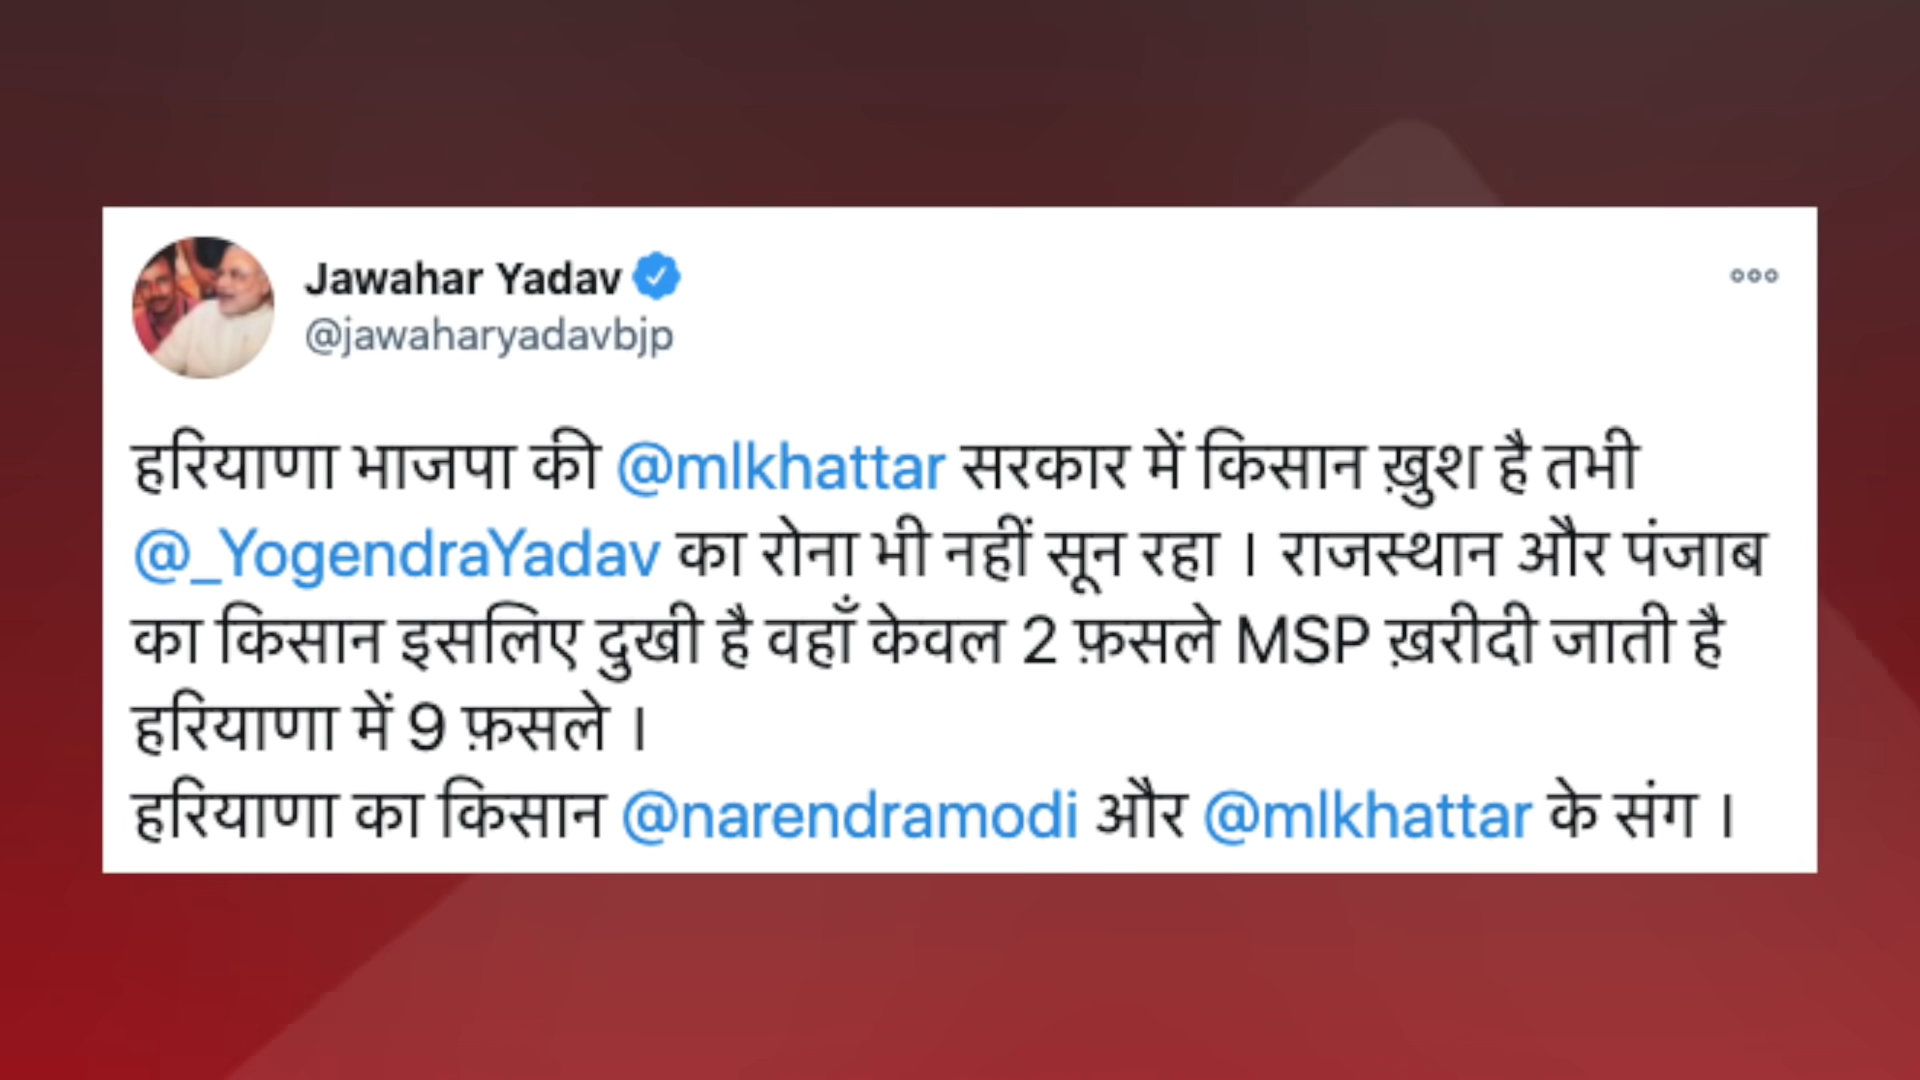 Jawahar Yadav
@jawaharyadavbjp
हरियाणा भाजपा की @mlkhattar सरकार में किसान ख़ुश है तभी
@_YogendraYadav का रोना भी नहीं सून रहा । राजस्थान और पंजाब
का किसान इसलिए दुखी है वहाँ केवल 2 फ़सले MSP ख़रीदी जाती है
हरियाणा में 9 फ़सले ।
हरियाणा का किसान @narendramodi और @mlkhattar के संग ।